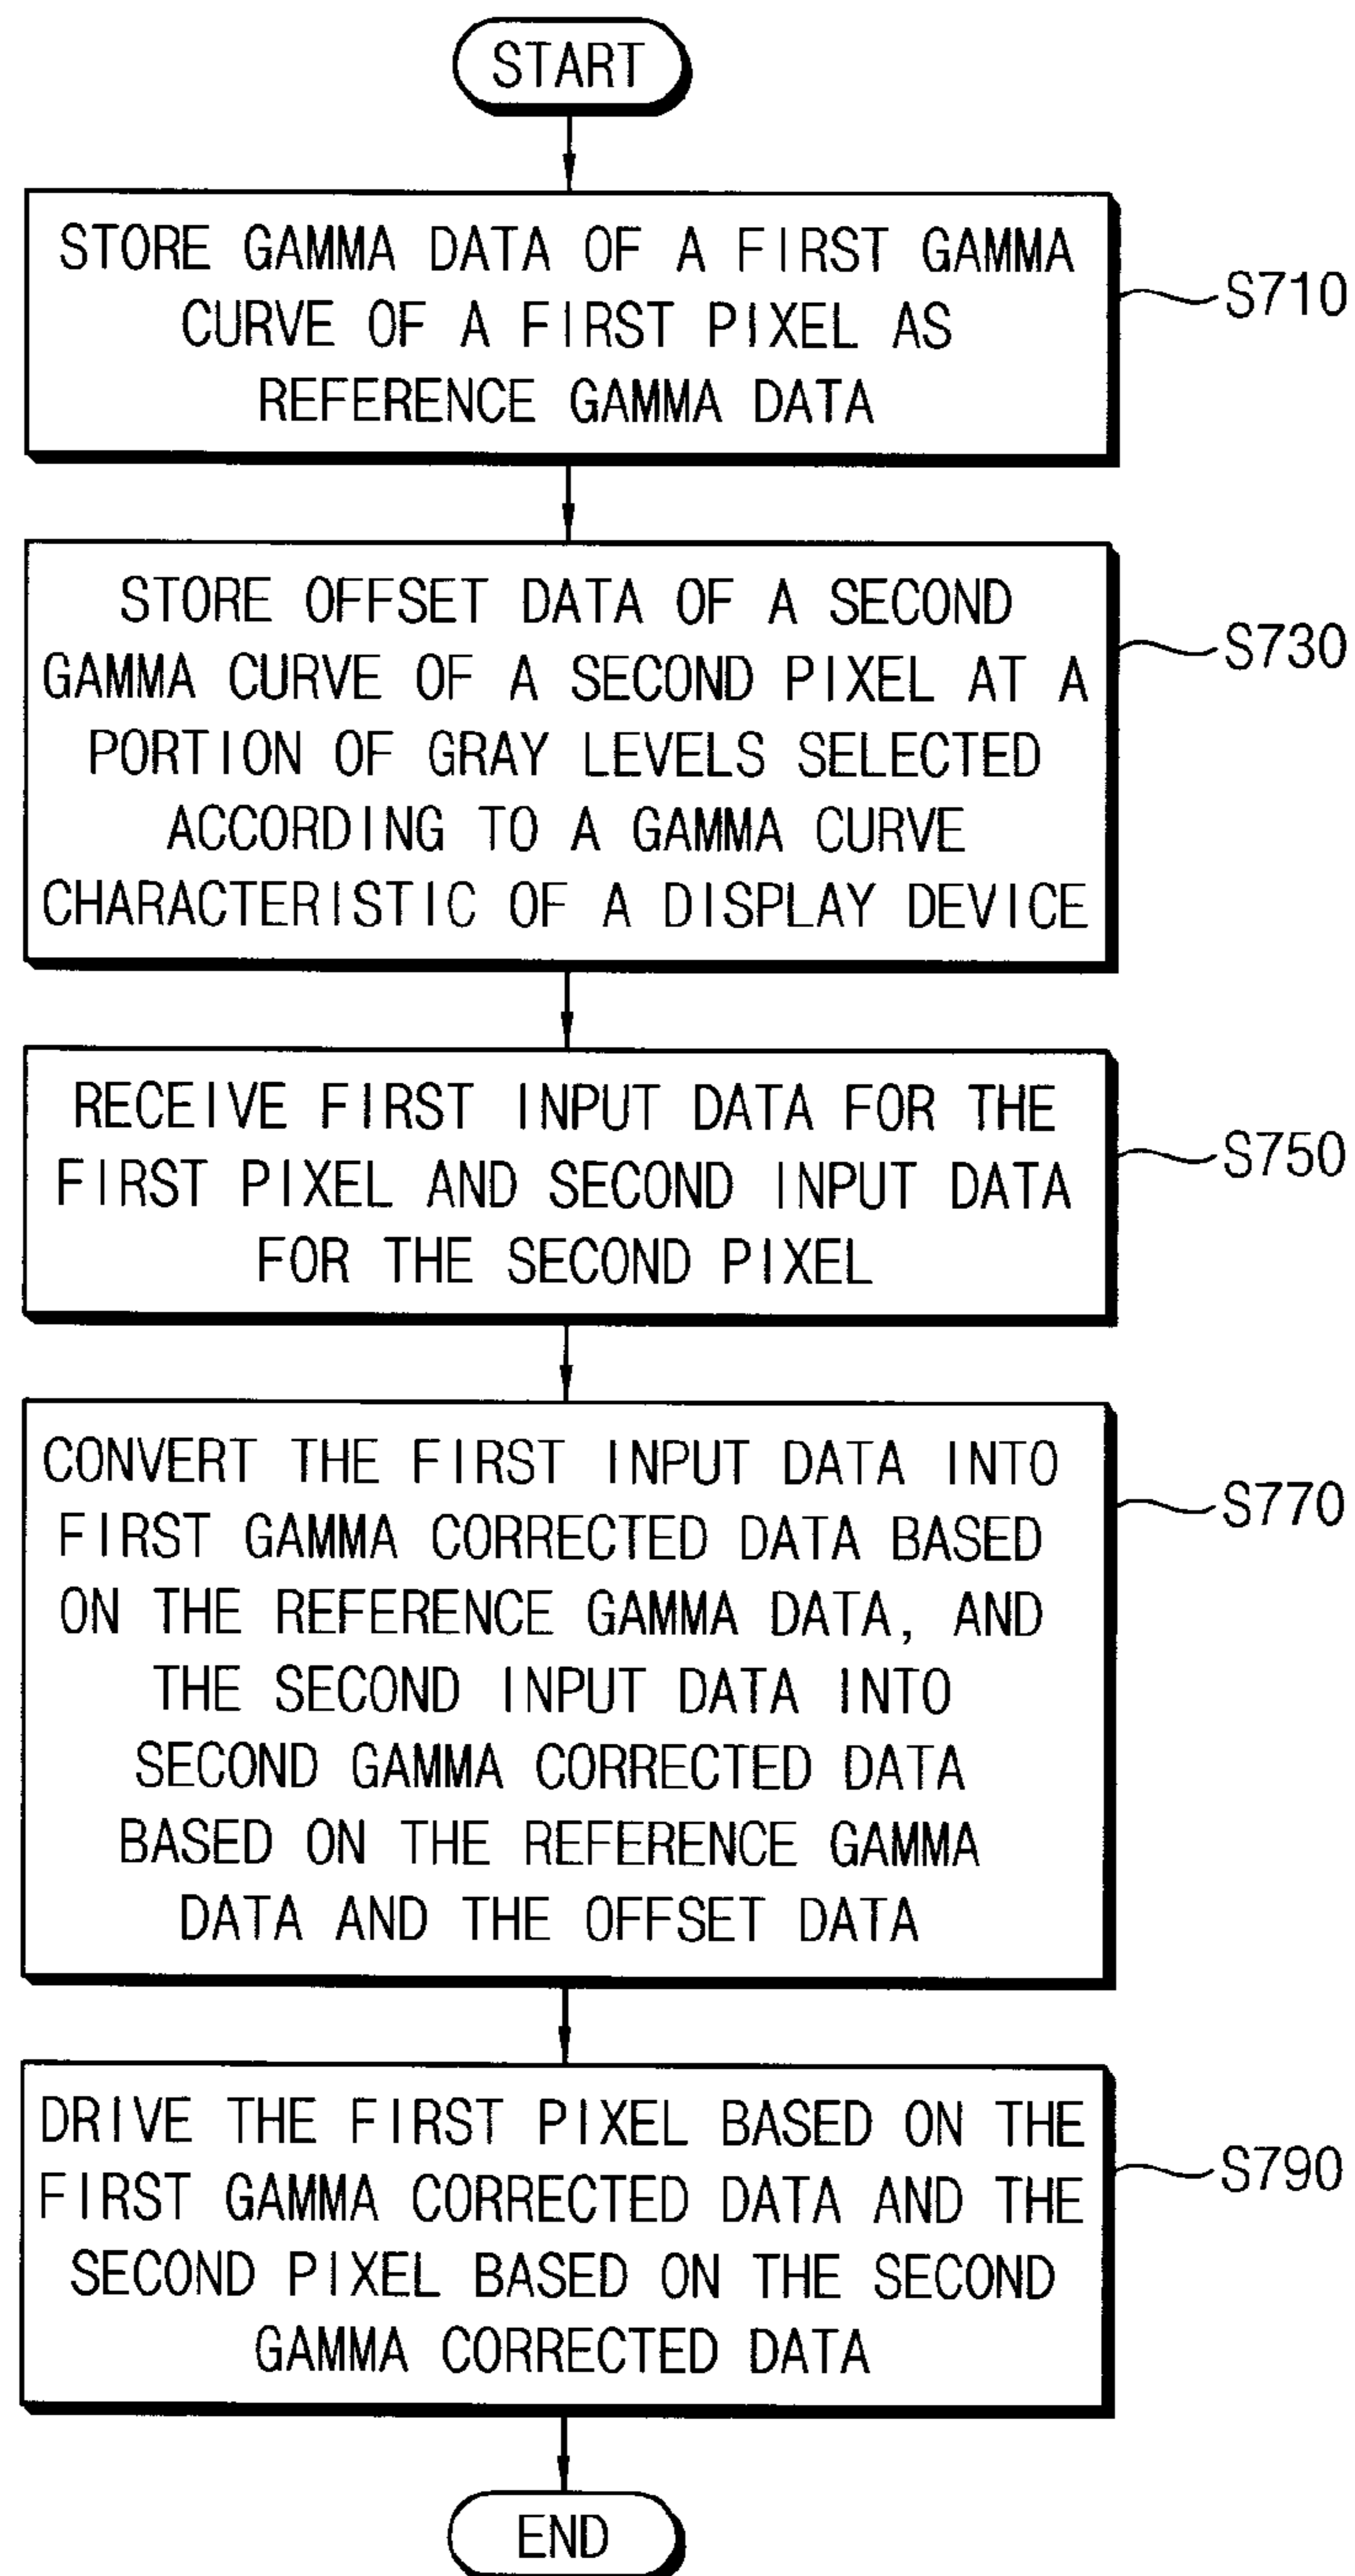 START
STORE GAMMA DATA OF A FIRST GAMMA
CURVE OF A FIRST PIXEL AS
REFERENCE GAMMA DATA
S710
STORE OFFSET DATA OF A SECOND
GAMMA CURVE OF A SECOND PIXEL AT A
PORTION OF GRAY LEVELS SELECTED
ACCORDING TO A GAMMA CURVE
CHARACTERISTIC OF A DISPLAY DEVICE
S730
RECEIVE FIRST INPUT DATA FOR THE
FIRST PIXEL AND SECOND INPUT DATA
FOR THE SECOND PIXEL
S750
CONVERT THE FIRST INPUT DATA INTO
FIRST GAMMA CORRECTED DATA BASED
ON THE REFERENCE GAMMA DATA, AND
THE SECOND INPUT DATA INTO
SECOND GAMMA CORRECTED DATA
BASED ON THE REFERENCE GAMMA
DATA AND THE OFFSET DATA
S770
DRIVE THE FIRST PIXEL BASED ON THE
FIRST GAMMA CORRECTED DATA AND THE
SECOND PIXEL BASED ON THE SECOND
GAMMA CORRECTED DATA
S790
END